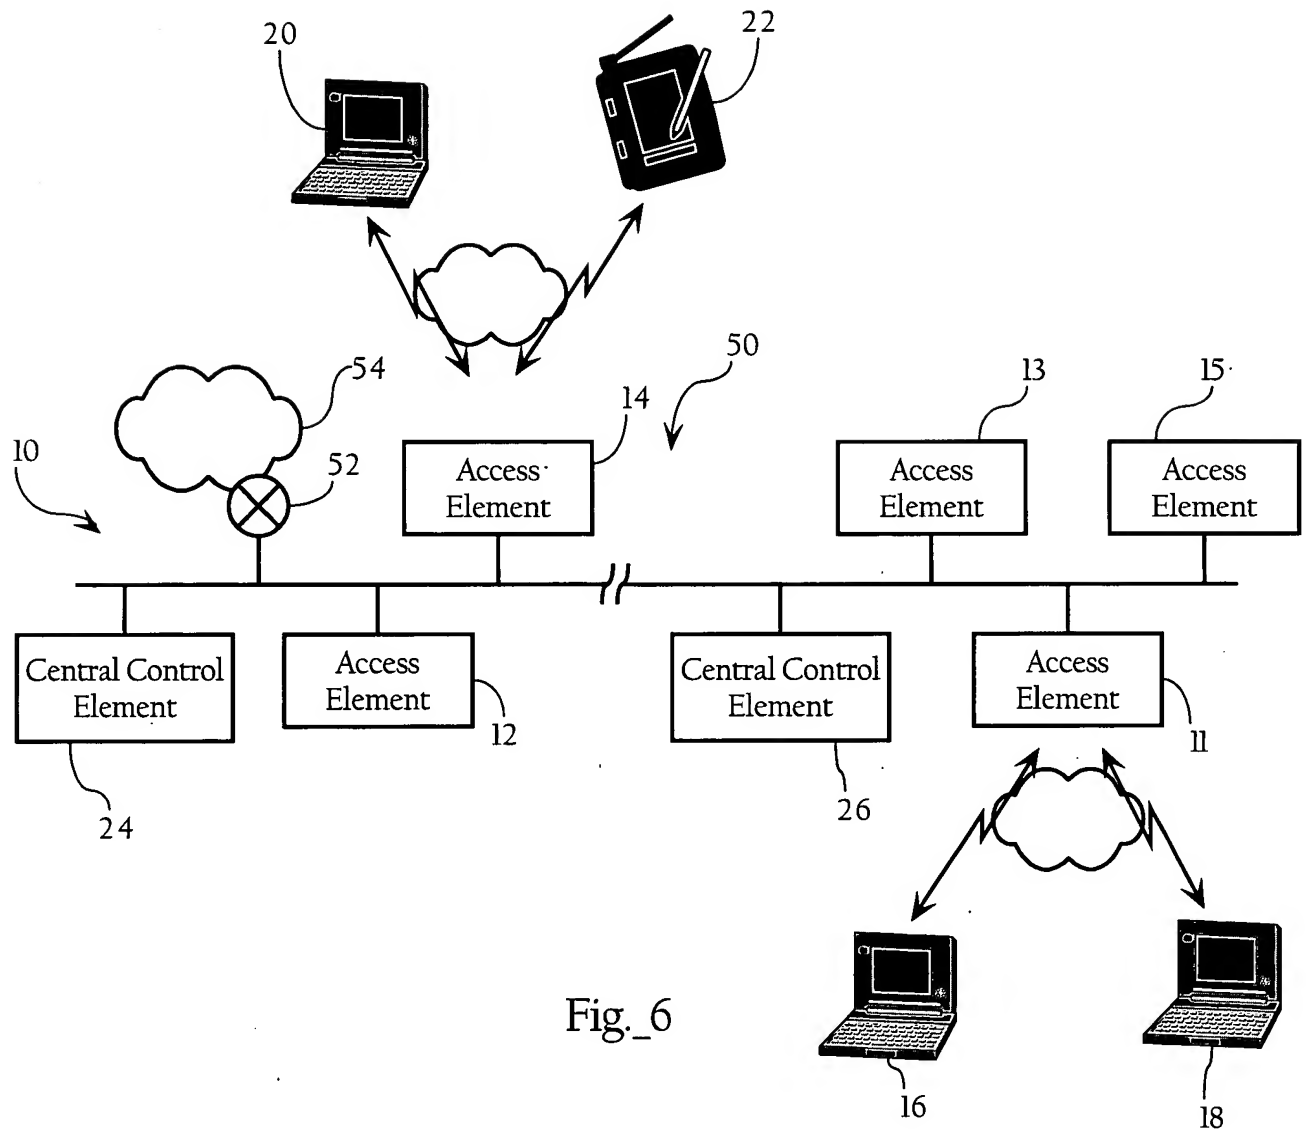 20
22
54
50
14
13
15
10
52
Access
Element
Access
Element
Access
Element
Central Control
Element
Access
Element
Central Control
Element
Access
Element
12
11
24
26
Fig._6
16
18